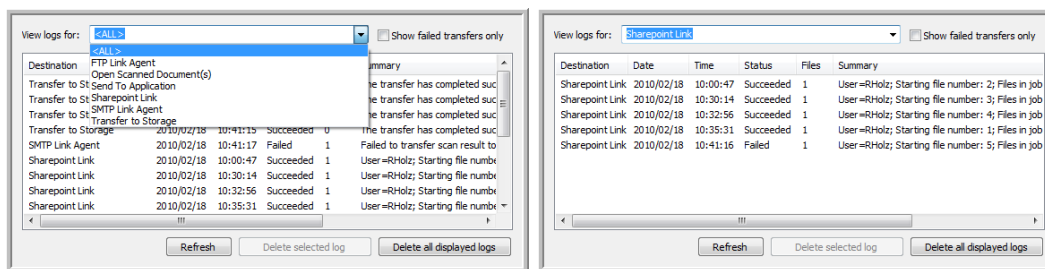 View logs for: <ALL> Show failed transfers only
<ALL>
FTP Link Agent
Open Scanned Document(s)
Send To Application
Sharepoint Link
SMTP Link Agent
Transfer to Storage
Destination
Transfer to St he transfer has completed suc
Transfer to St he transfer has completed suc
Transfer to St he transfer has completed suc
Transfer to Storage 2010/02/18 10:41:15 Succeeded 0 The transfer has completed suc
SMTP Link Agent 2010/02/18 10:41:17 Failed 1 Failed to transfer scan result to
Sharepoint Link 2010/02/18 10:00:47 Succeeded 1 User=RHolz; Starting file numbe
Sharepoint Link 2010/02/18 10:30:14 Succeeded 1 User=RHolz; Starting file numbe
Sharepoint Link 2010/02/18 10:32:56 Succeeded 1 User=RHolz; Starting file numbe
Sharepoint Link 2010/02/18 10:35:31 Succeeded 1 User=RHolz; Starting file numbe
Refresh Delete selected log Delete all displayed logs
View logs for: Sharepoint Link Show failed transfers only
Destination Date Time Status Files Summary
Sharepoint Link 2010/02/18 10:00:47 Succeeded 1 User=RHolz; Starting file number: 2; Files in job
Sharepoint Link 2010/02/18 10:30:14 Succeeded 1 User=RHolz; Starting file number: 3; Files in job
Sharepoint Link 2010/02/18 10:32:56 Succeeded 1 User=RHolz; Starting file number: 4; Files in job
Sharepoint Link 2010/02/18 10:35:31 Succeeded 1 User=RHolz; Starting file number: 1; Files in job
Sharepoint Link 2010/02/18 10:41:16 Failed 1 User=RHolz; Starting file number: 5; Files in job
Refresh Delete selected log Delete all displayed logs